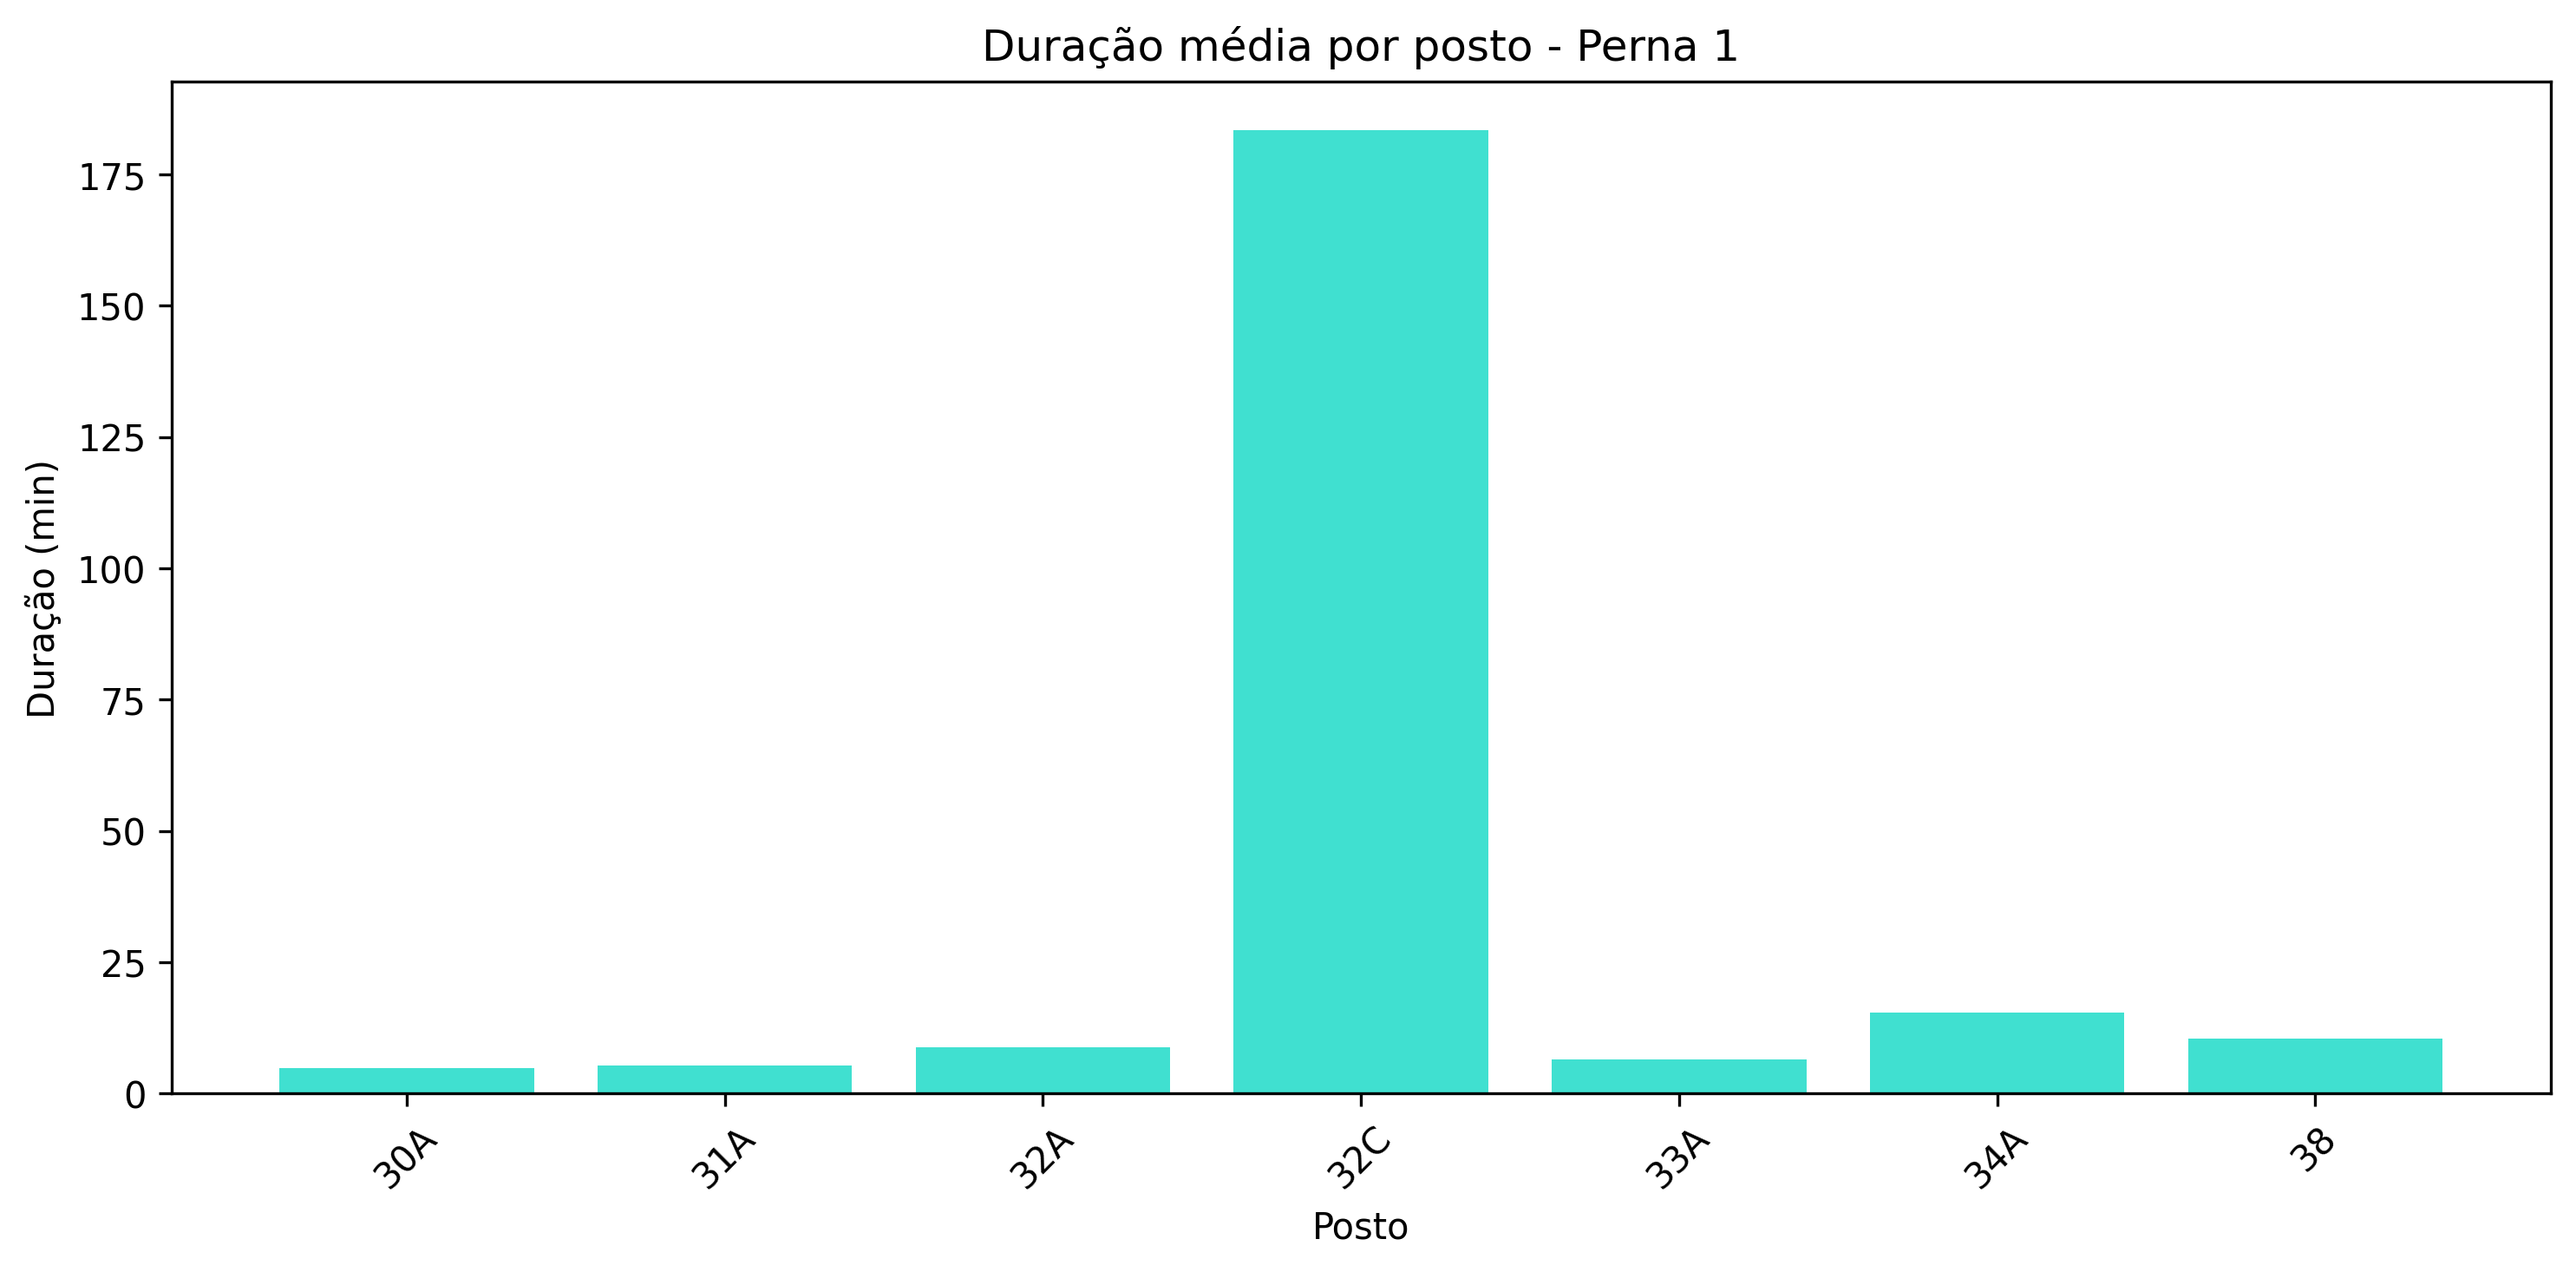 Duração média por posto - Perna 1
Duração (min)
175
150
125
100
75
50
25
0
30A
31A
32A
32C
33A
34A
38
Posto